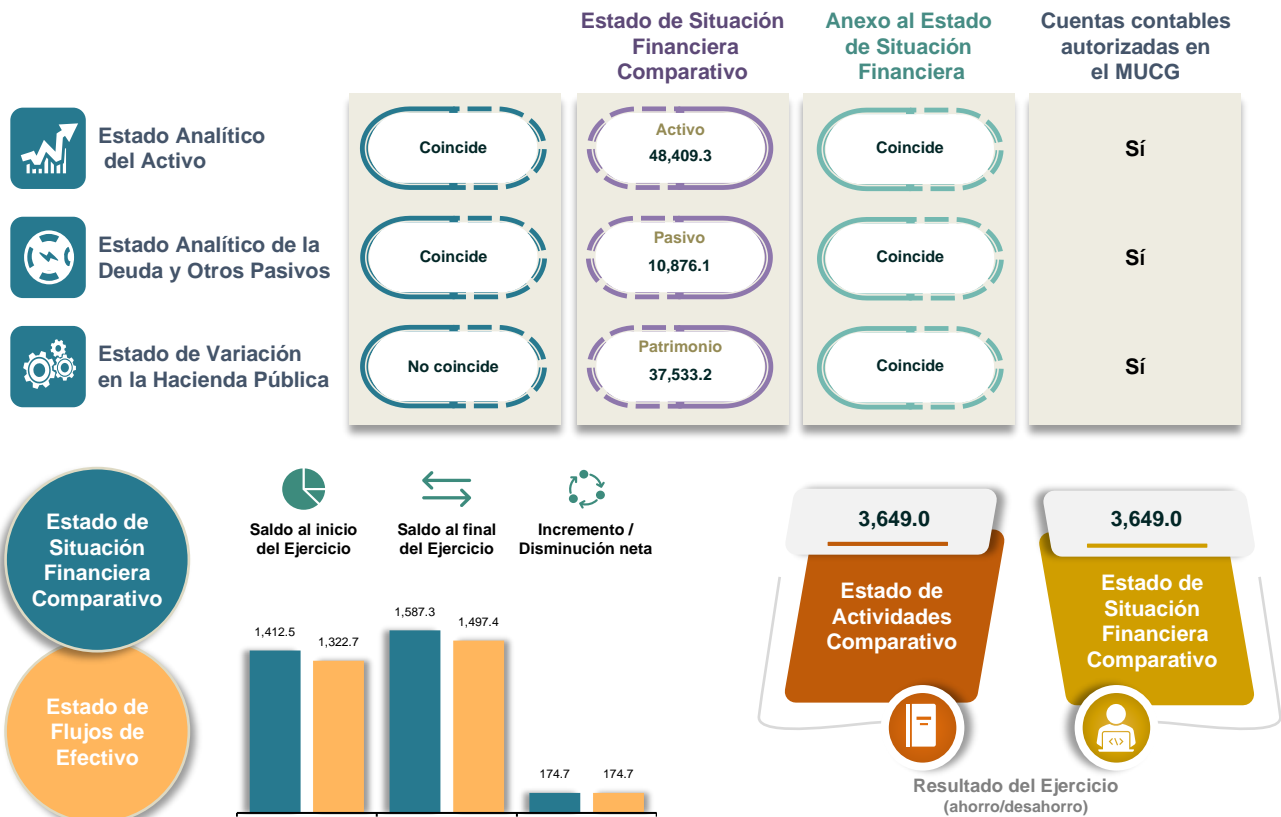 Estado de Situación
Financiera
Comparativo
Anexo al Estado
de Situación
Financiera
Cuentas contables
autorizadas en
el MUCG
Estado Analítico
del Activo
Coincide
Activo
48,409.3
Coincide
Sí
Estado Analítico de la
Deuda y Otros Pasivos
Coincide
Pasivo
10,876.1
Coincide
Sí
Estado de Variación
en la Hacienda Pública
No coincide
Patrimonio
37,533.2
Coincide
Sí
Estado de
Situación
Financiera
Comparativo
Estado de
Flujos de
Efectivo
Saldo al inicio
del Ejercicio
Saldo al final
del Ejercicio
Incremento /
Disminución neta
1,412.5
1,322.7
1,587.3
1,497.4
174.7
174.7
3,649.0
Estado de
Actividades
Comparativo
3,649.0
Estado de
Situación
Financiera
Comparativo
Resultado del Ejercicio
(ahorro/desahorro)